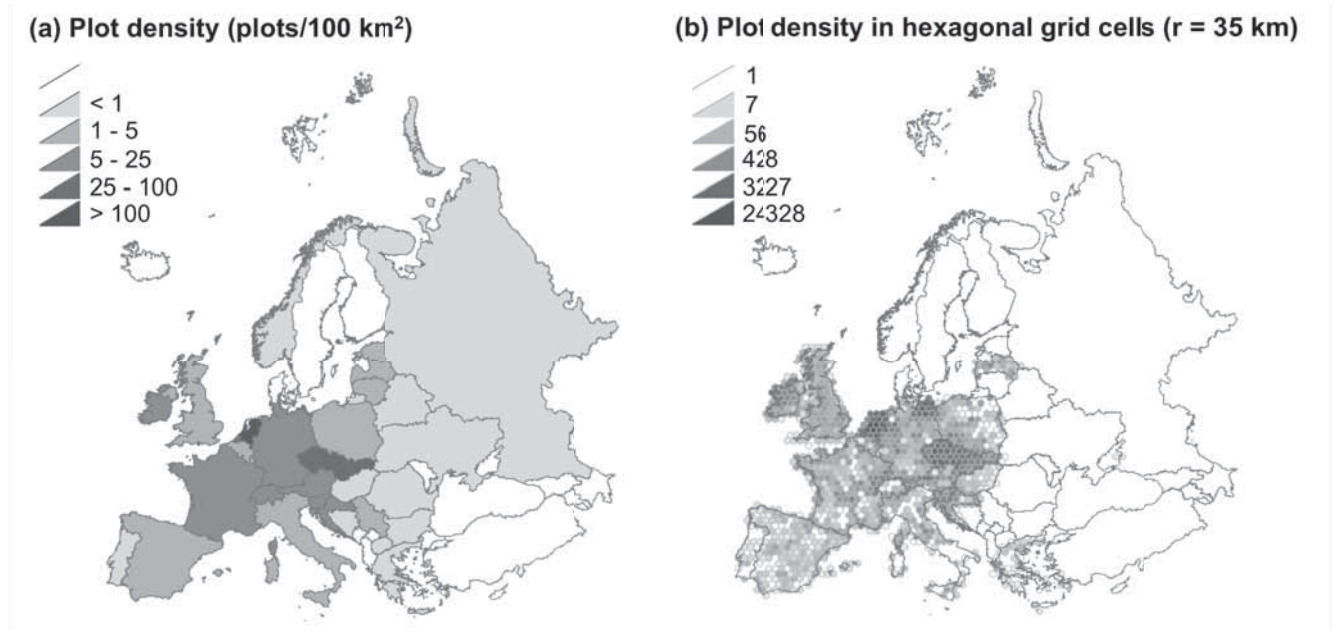 (a) Plot density (plots/100 km²)
< 1
1 - 5
5 - 25
25 - 100
> 100
(b) Plot density in hexagonal grid cells (r = 35 km)
1
7
56
428
3227
24328